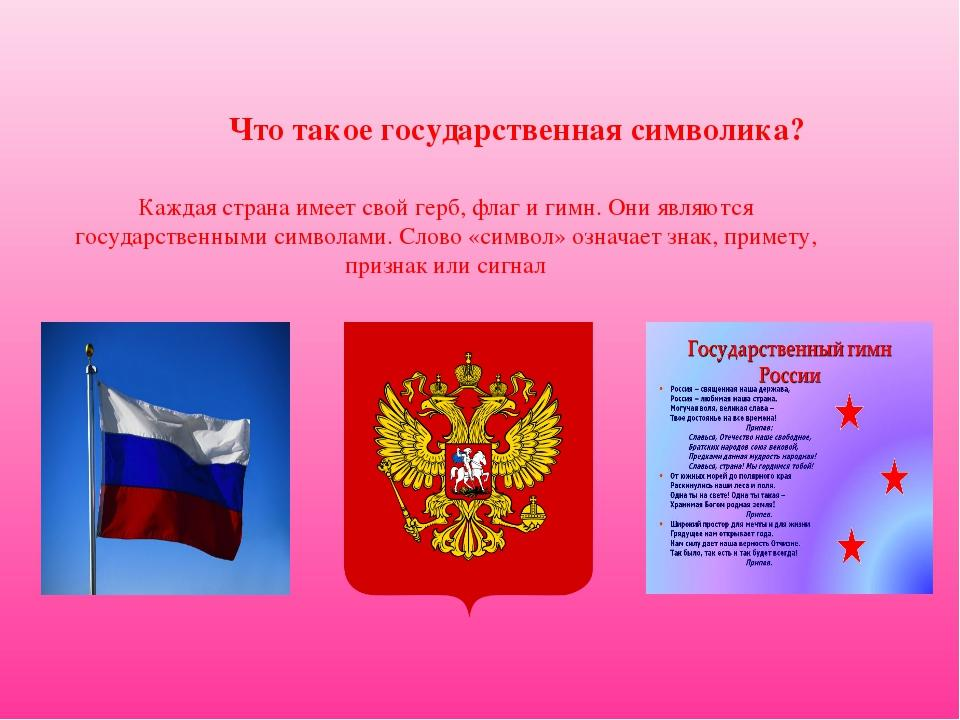 Что такое государственная символика?
Каждая страна имеет свой герб, флаг и гимн. Они являются
государственными символами. Слово «символ» означает знак, примету,
признак или сигнал
Государственный гимн
России
Россия – священная наша держава,
Россия – любимая наша страна.
Могучая воля, великая слава –
Твое достоянье на все времена!
Припев:
Славься, Отечество наше свободное,
Братских народов союз вековой,
Предками данная мудрость народная!
Славься, страна! Мы гордимся тобой!
От южных морей до полярного края
Раскинулись наши леса и поля.
Одна ты на свете! Одна ты такая –
Хранимая Богом родная земля!
Припев.
Широкий простор для мечты и для жизни
Грядущее нам открывает года.
Нам силу дает наша верность Отчизне.
Так было, так есть и так будет всегда!
Припев.